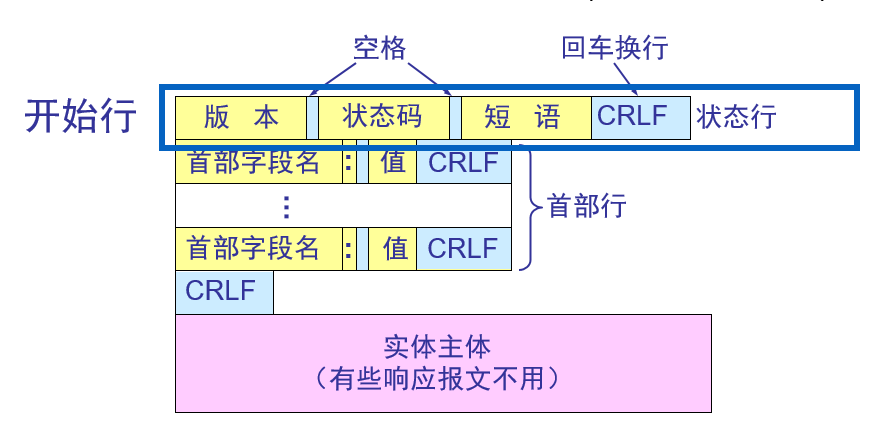 空格 回车换行
开始行 版 本 状态码 短 语 CRLF 状态行
首部字段名 : 值 CRLF
⋮ 首部行
首部字段名 : 值 CRLF
CRLF
实体主体
（有些响应报文不用）